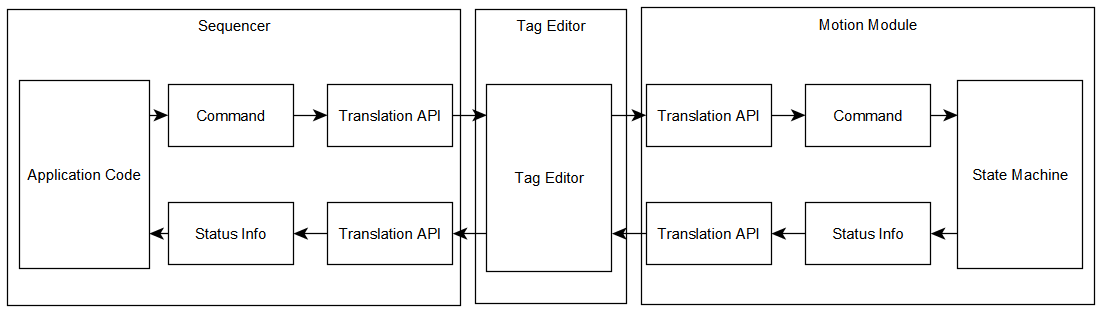 Sequencer
Tag Editor
Motion Module
Command
Translation API
Translation API
Command
Application Code
Tag Editor
State Machine
Status Info
Translation API
Translation API
Status Info